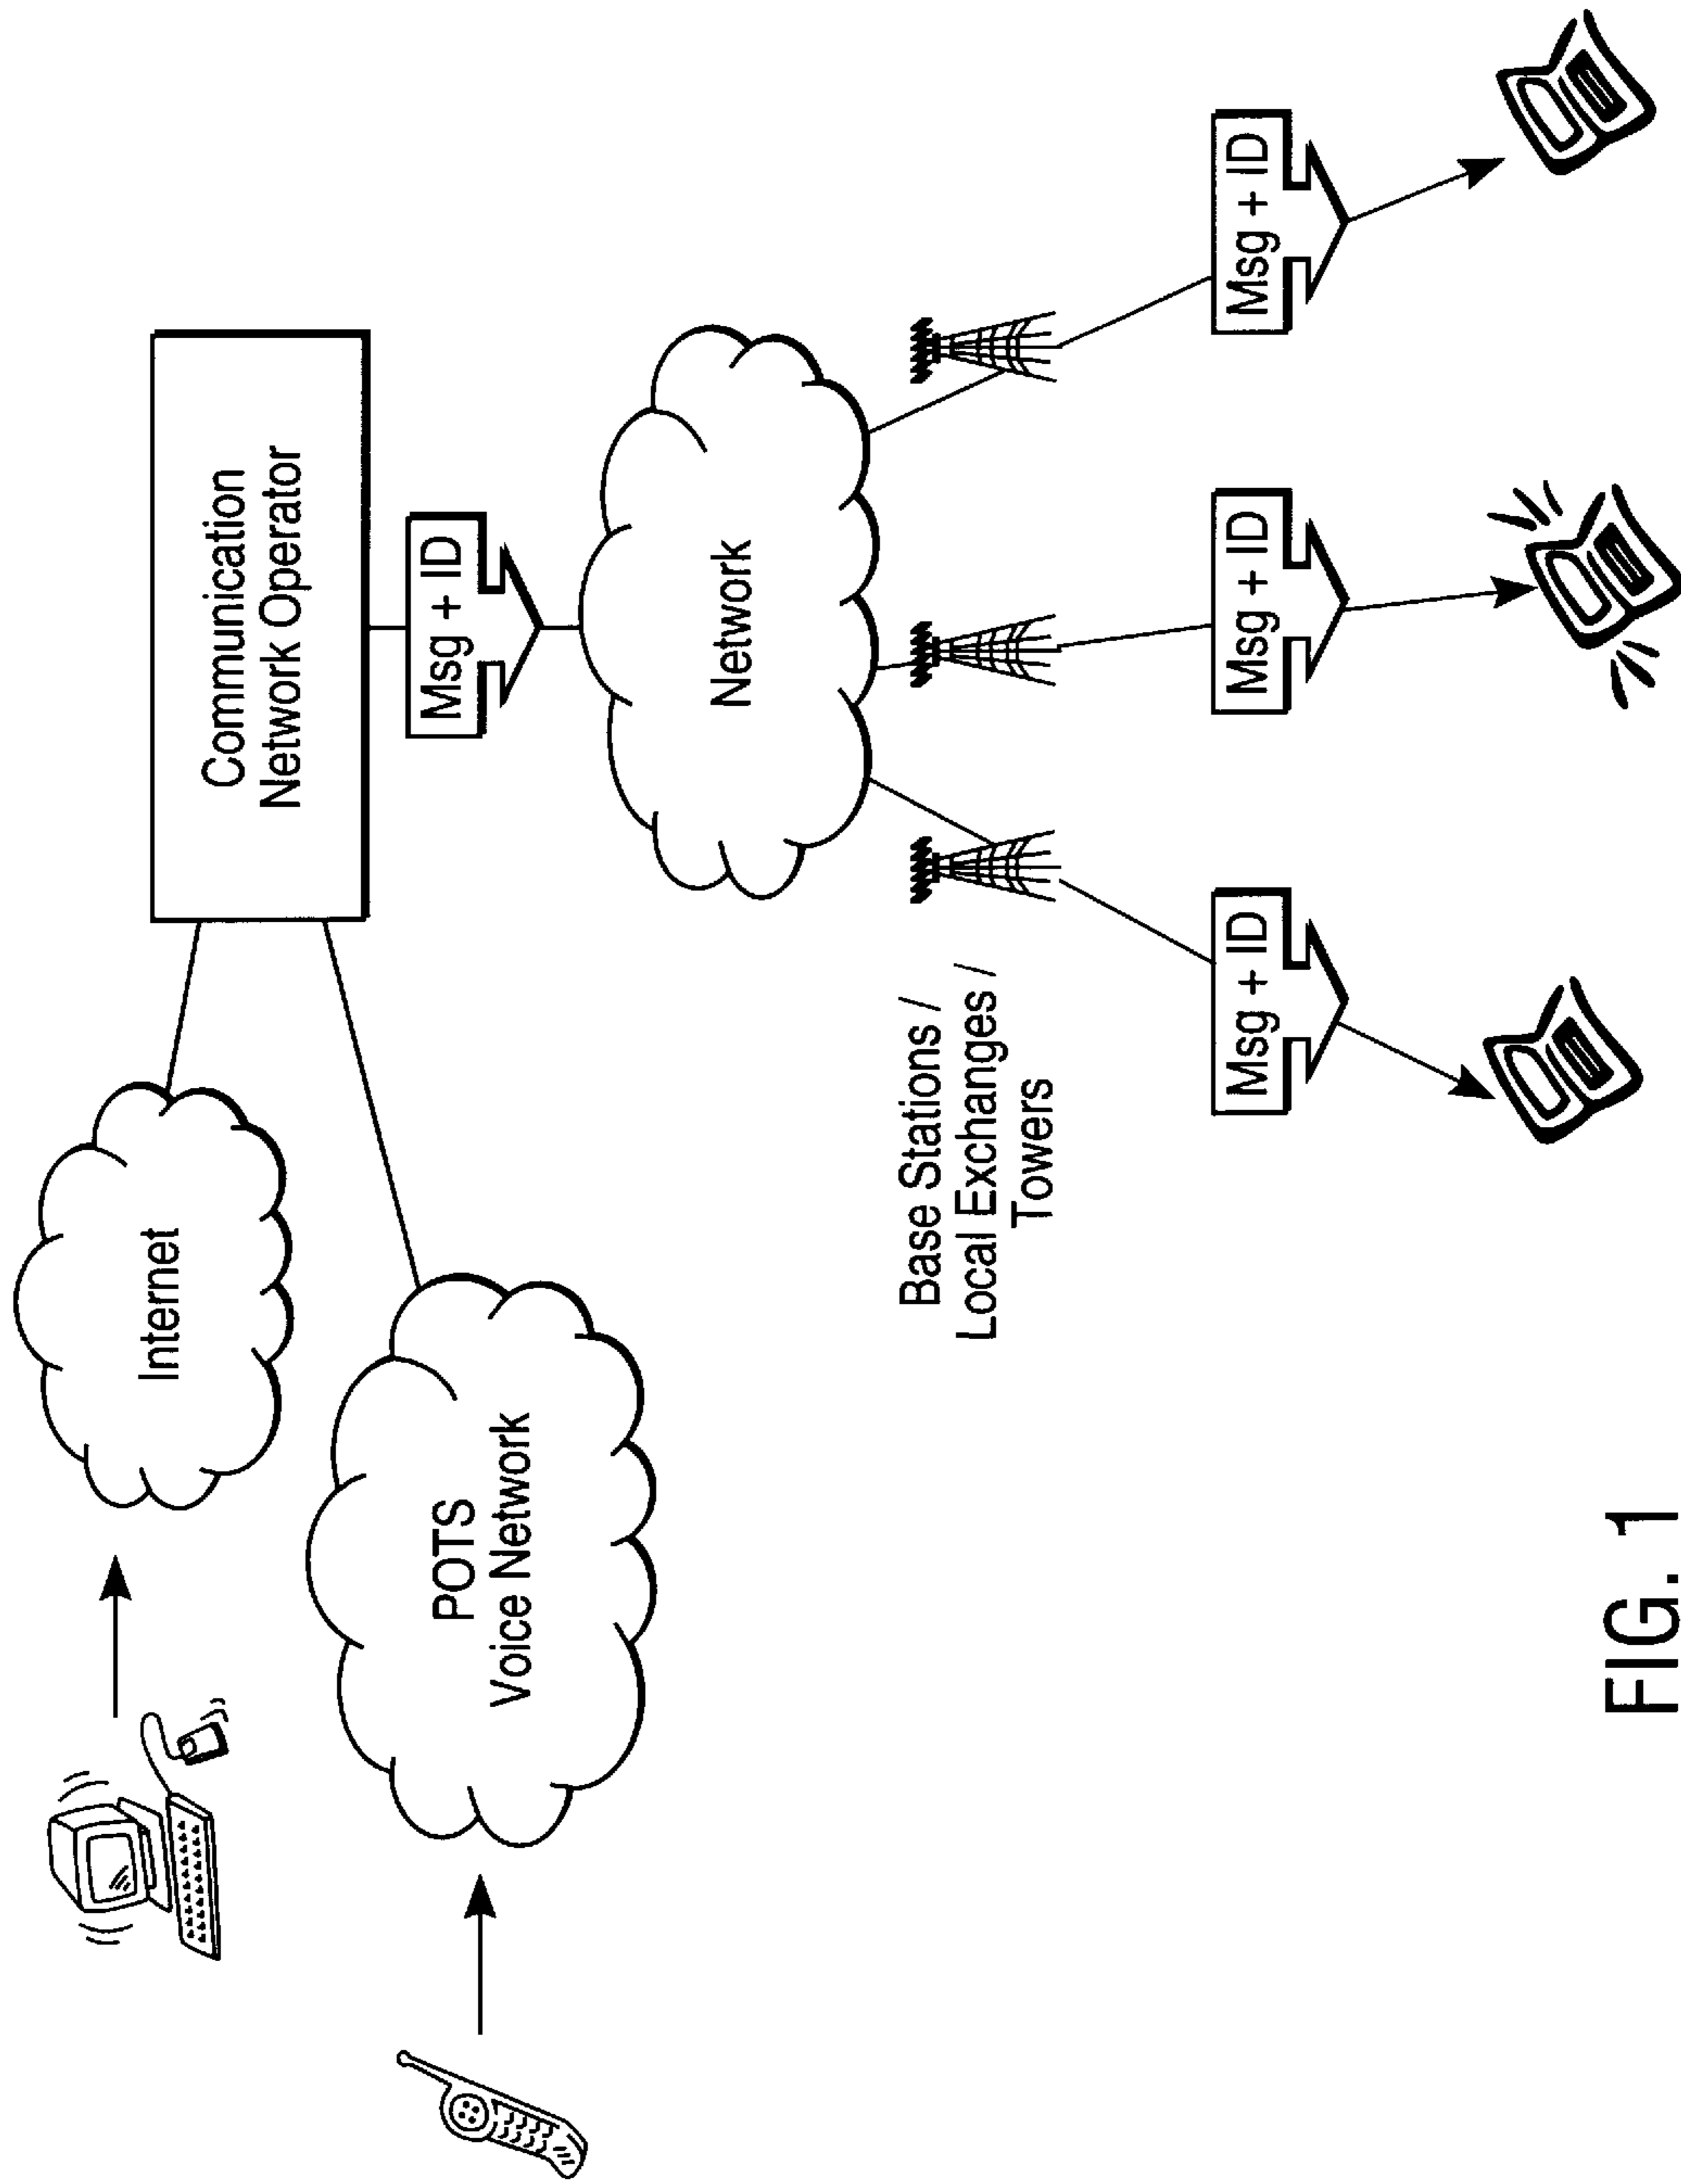 Internet
POTS
Voice Network
Communication
Network Operator
Msg + ID
Network
Base Stations /
Local Exchanges /
Towers
Msg + ID
Msg + ID
Msg + ID
FIG. 1